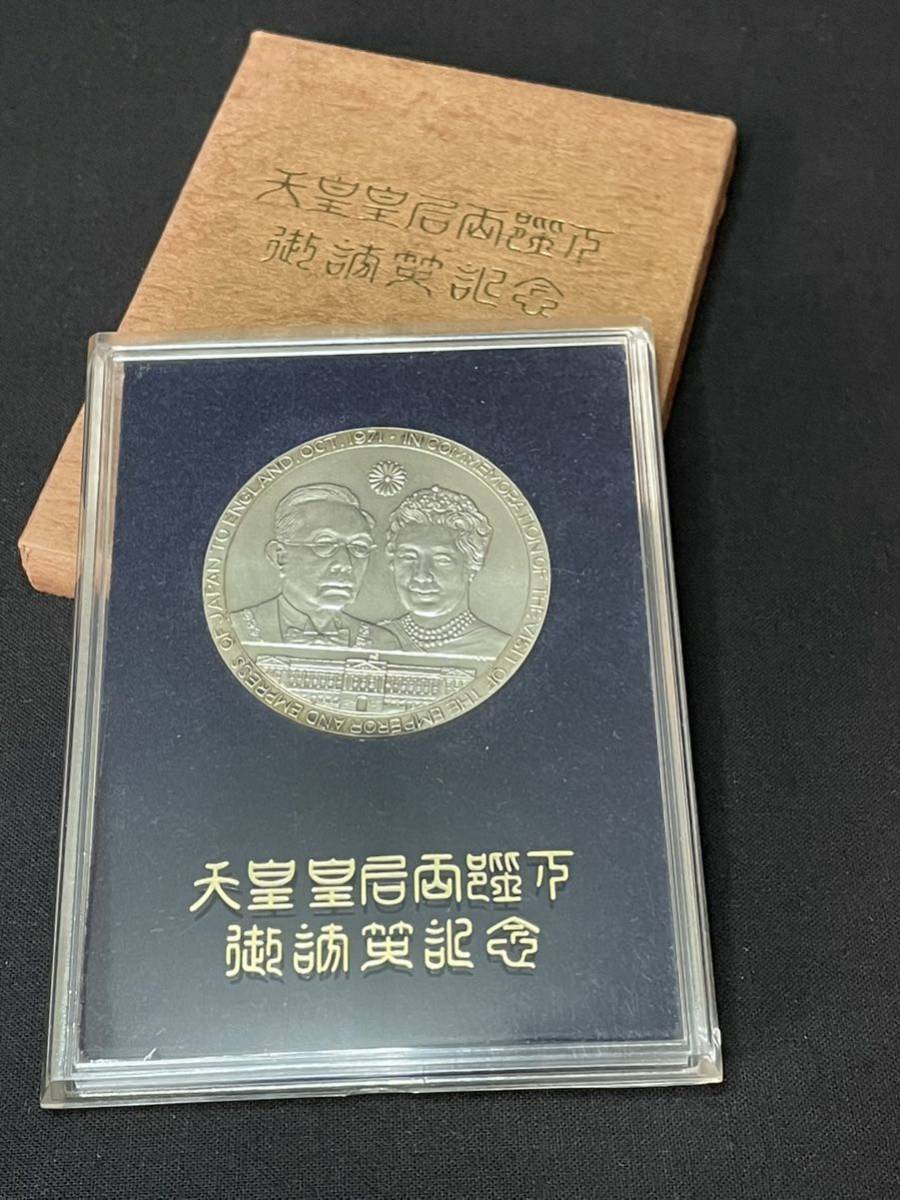 天皇皇后両陛下
御訪英記念
IN COMMEMORATION OF THE VISIT OF THE EMPEROR AND EMPRESS OF JAPAN TO ENGLAND, OCT, 1971 ·
天皇皇后両陛下
御訪英記念